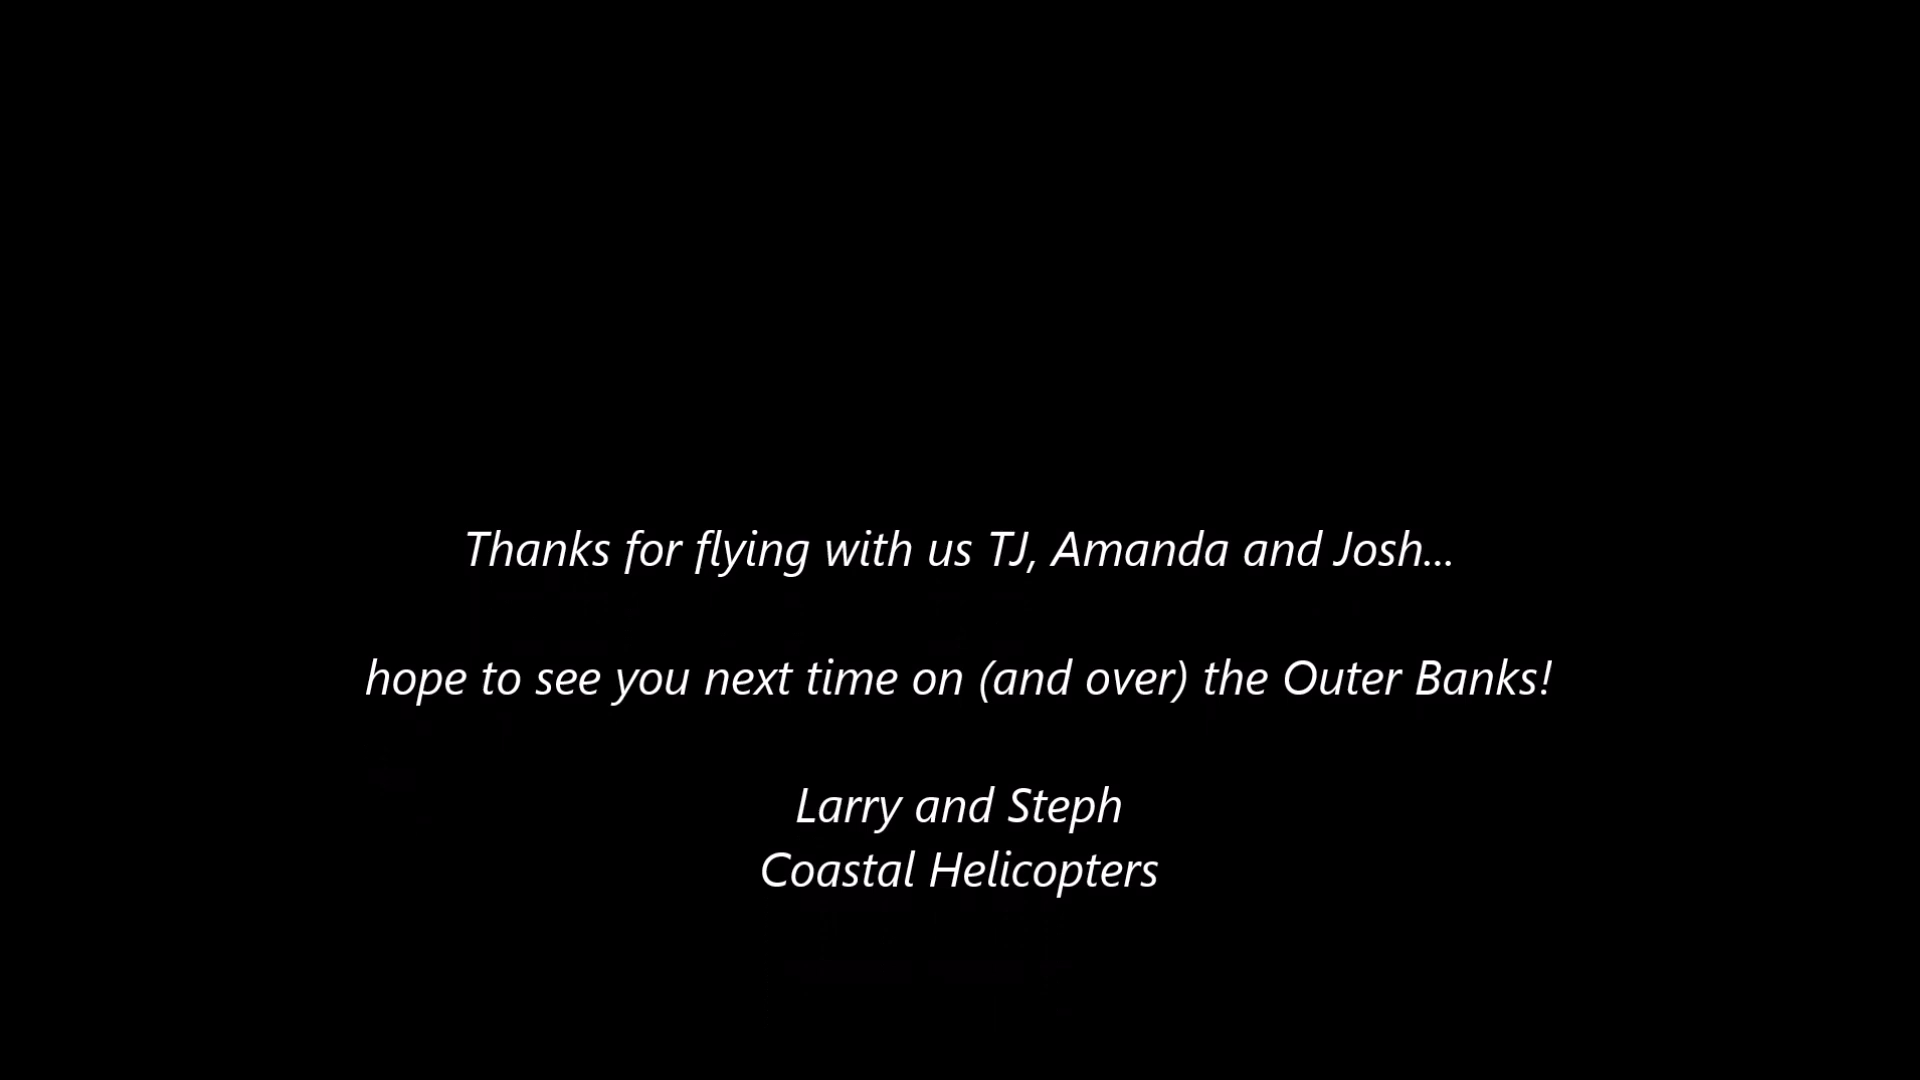 Thanks for flying with us TJ, Amanda and Josh...
hope to see you next time on (and over) the Outer Banks!
Larry and Steph
Coastal Helicopters